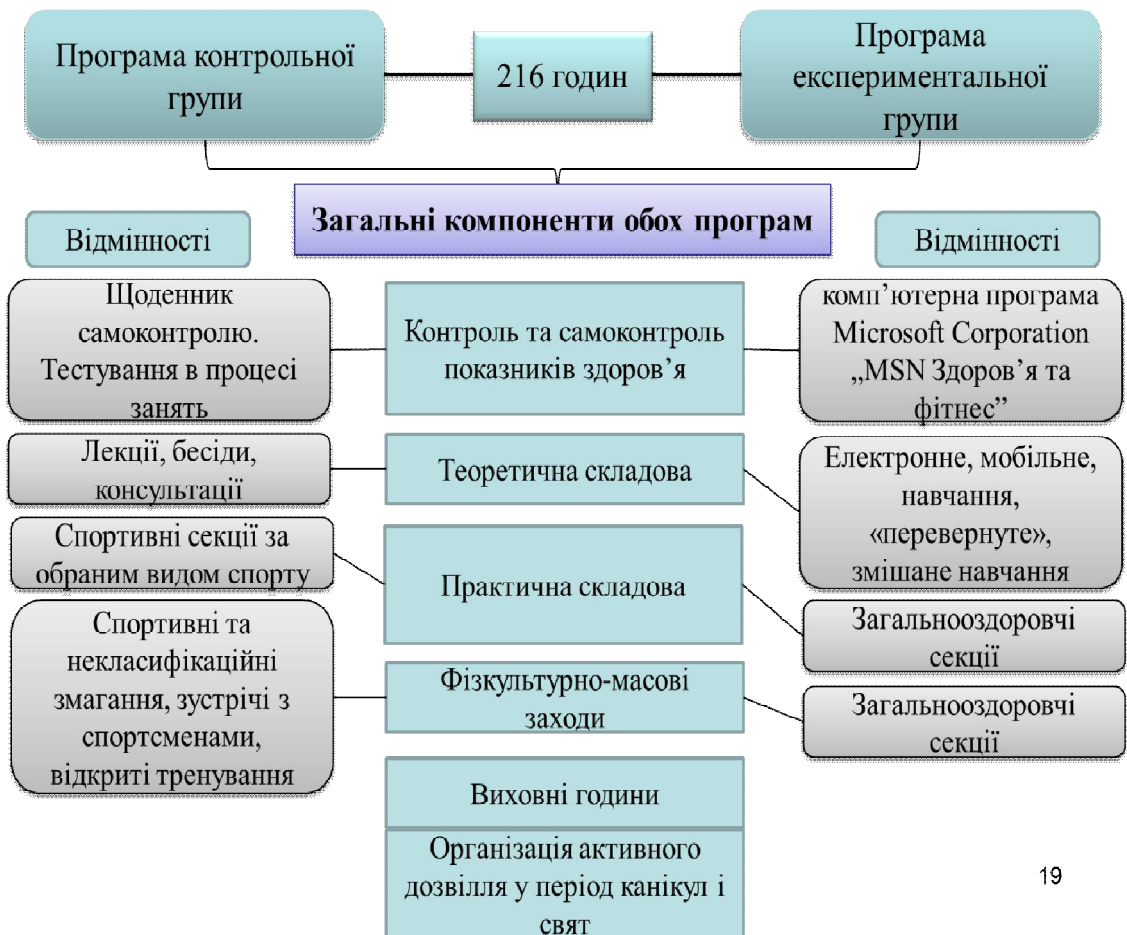 Програма контрольної
групи
216 годин
Програма
експериментальної
групи
Загальні компоненти обох програм
Відмінності
Відмінності
Щоденник
самоконтролю.
Тестування в процесі
занять
Контроль та самоконтроль
показників здоров’я
комп’ютерна програма
Microsoft Corporation
„MSN Здоров’я та
фітнес”
Лекції, бесіди,
консультації
Теоретична складова
Електронне, мобільне,
навчання,
«перевернуте»,
змішане навчання
Спортивні секції за
обраним видом спорту
Практична складова
Загальнооздоровчі
секції
Спортивні та
некласифікаційні
змагання, зустрічі з
спортсменами,
відкриті тренування
Фізкультурно-масові
заходи
Загальнооздоровчі
секції
Виховні години
Організація активного
дозвілля у період канікул і
свят
19